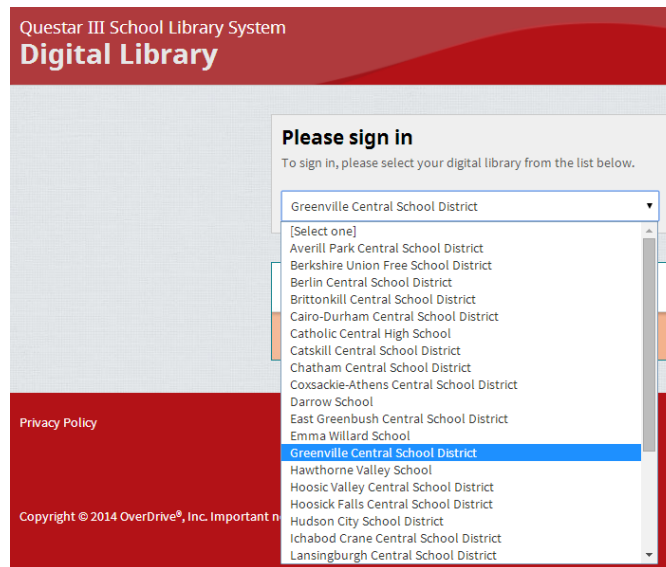 Questar III School Library System
Digital Library
Please sign in
To sign in, please select your digital library from the list below.
Greenville Central School District
[Select one]
Averill Park Central School District
Berkshire Union Free School District
Berlin Central School District
Brittonkill Central School District
Cairo-Durham Central School District
Catholic Central High School
Catskill Central School District
Chatham Central School District
Coxsackie-Athens Central School District
Darrow School
East Greenbush Central School District
Emma Willard School
Greenville Central School District
Hawthorne Valley School
Hoosic Valley Central School District
Hoosick Falls Central School District
Hudson City School District
Ichabod Crane Central School District
Lansingburgh Central School District
Privacy Policy
Copyright © 2014 OverDrive®, Inc. Important